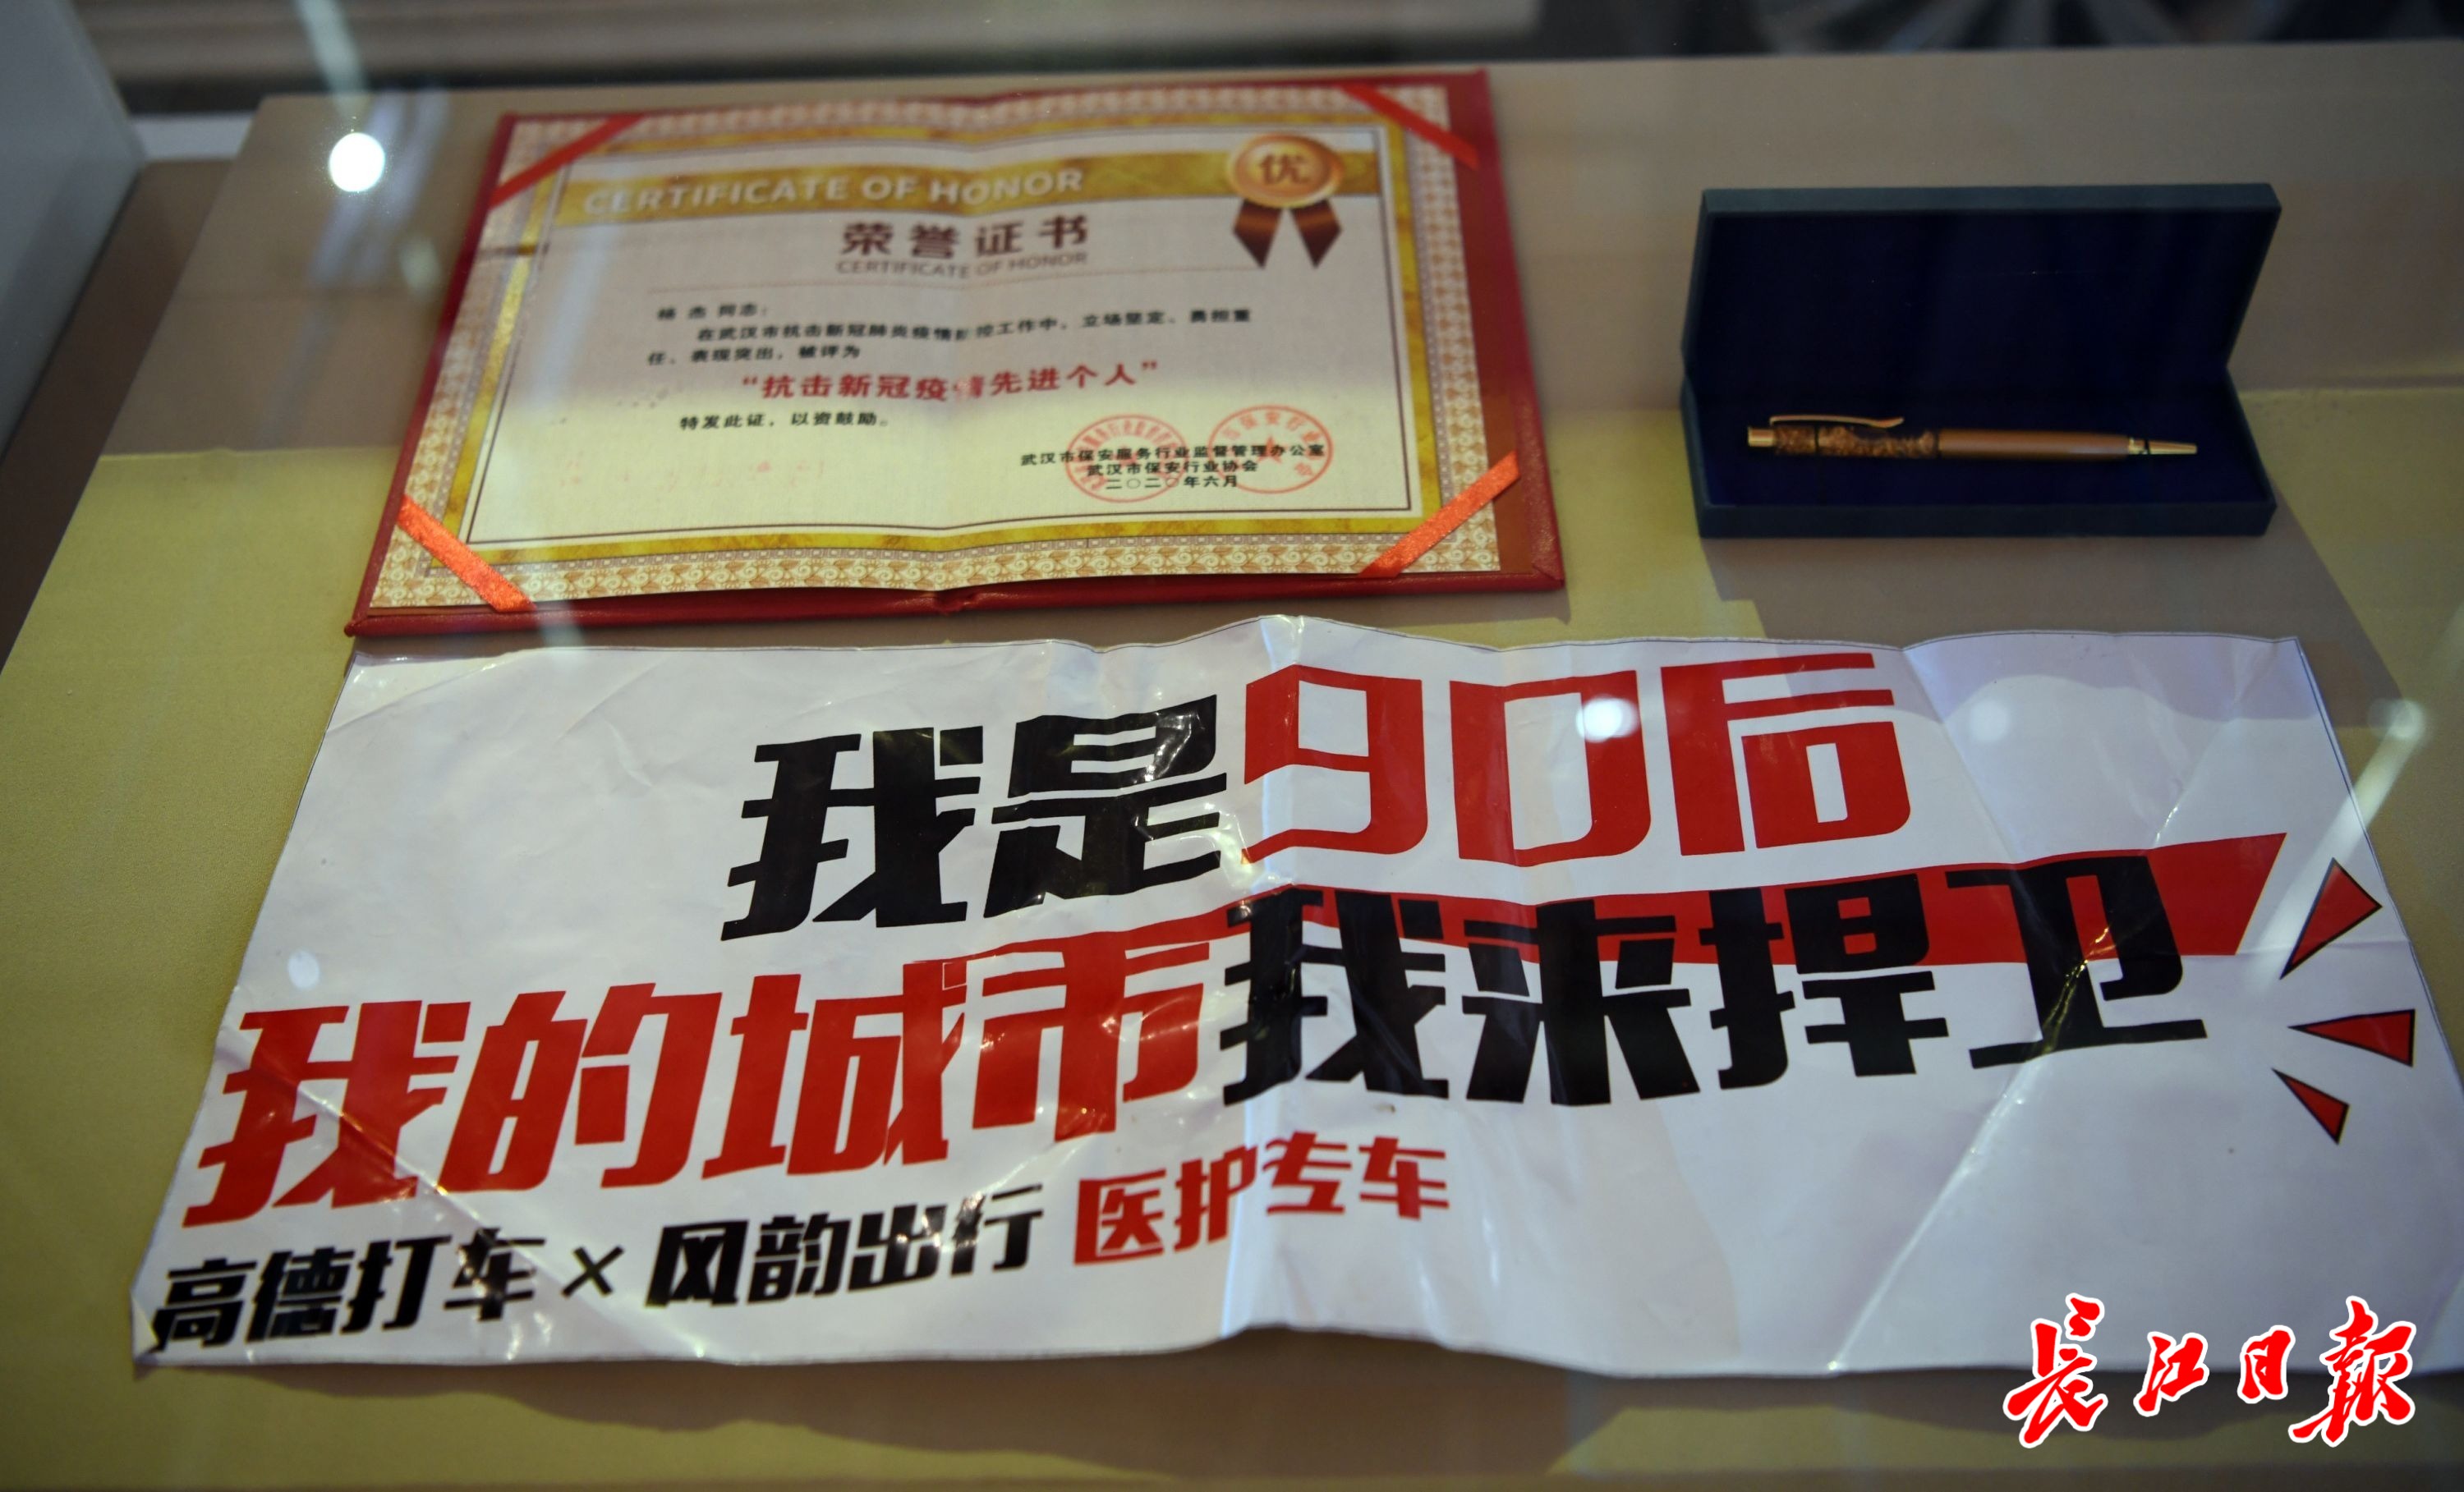 CERTIFICATE OF HONOR
优
荣誉证书
CERTIFICATE OF HONOR
杨 杰 同志：
在武汉市抗击新冠肺炎疫情防控工作中，立场坚定、勇担重
任、表现突出，被评为
“抗击新冠疫情先进个人”
特发此证，以资鼓励。
武汉市保安服务行业监督管理办公室
武汉市保安行业协会
二〇二〇年六月
我是90后
我的城市我来捍卫
高德打车×风韵出行 医护专车
長江日報